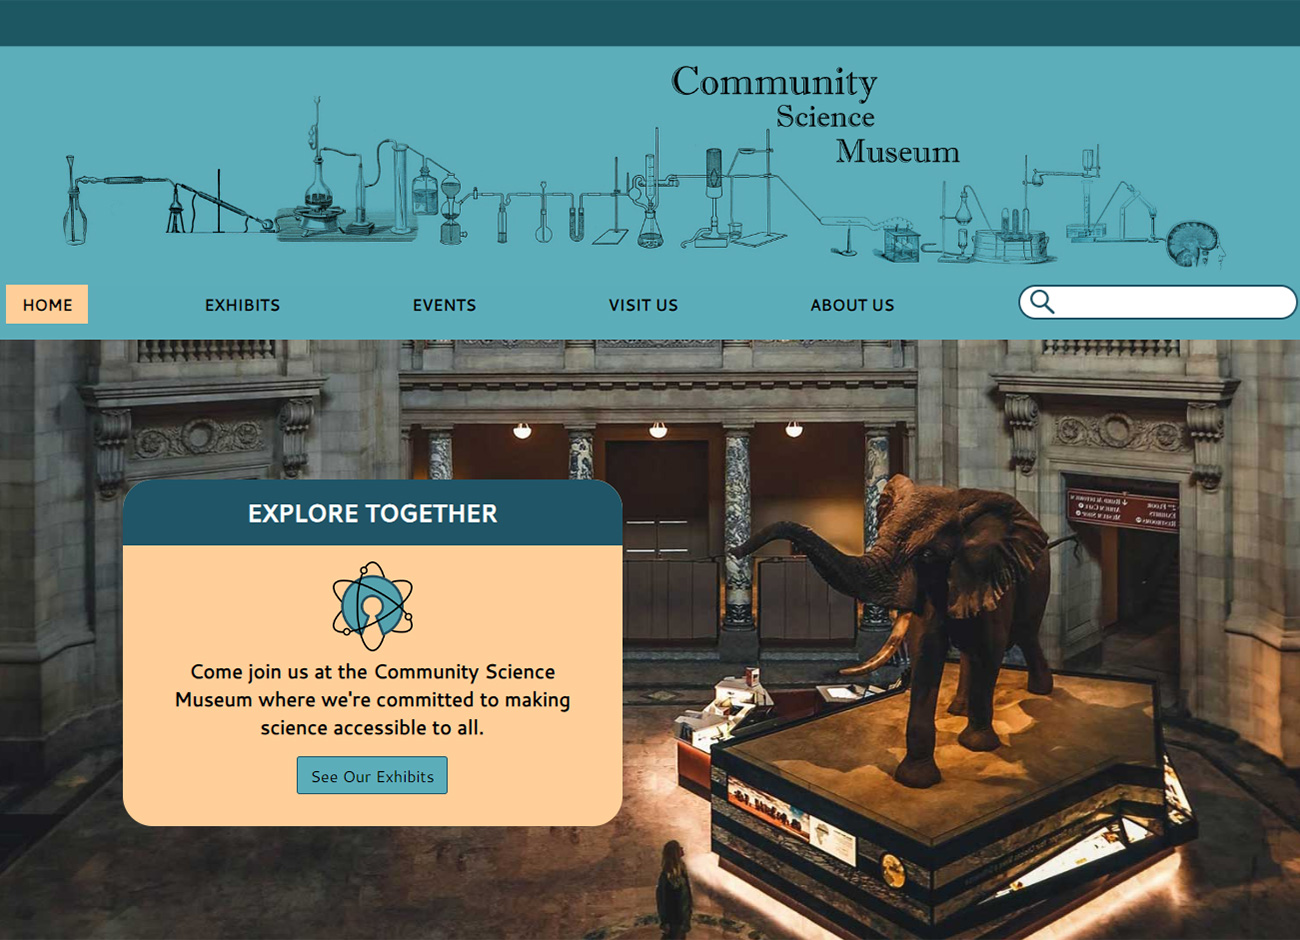 Community
Science
Museum
HOME
EXHIBITS
EVENTS
VISIT US
ABOUT US
EXPLORE TOGETHER
Come join us at the Community Science
Museum where we're committed to making
science accessible to all.
See Our Exhibits